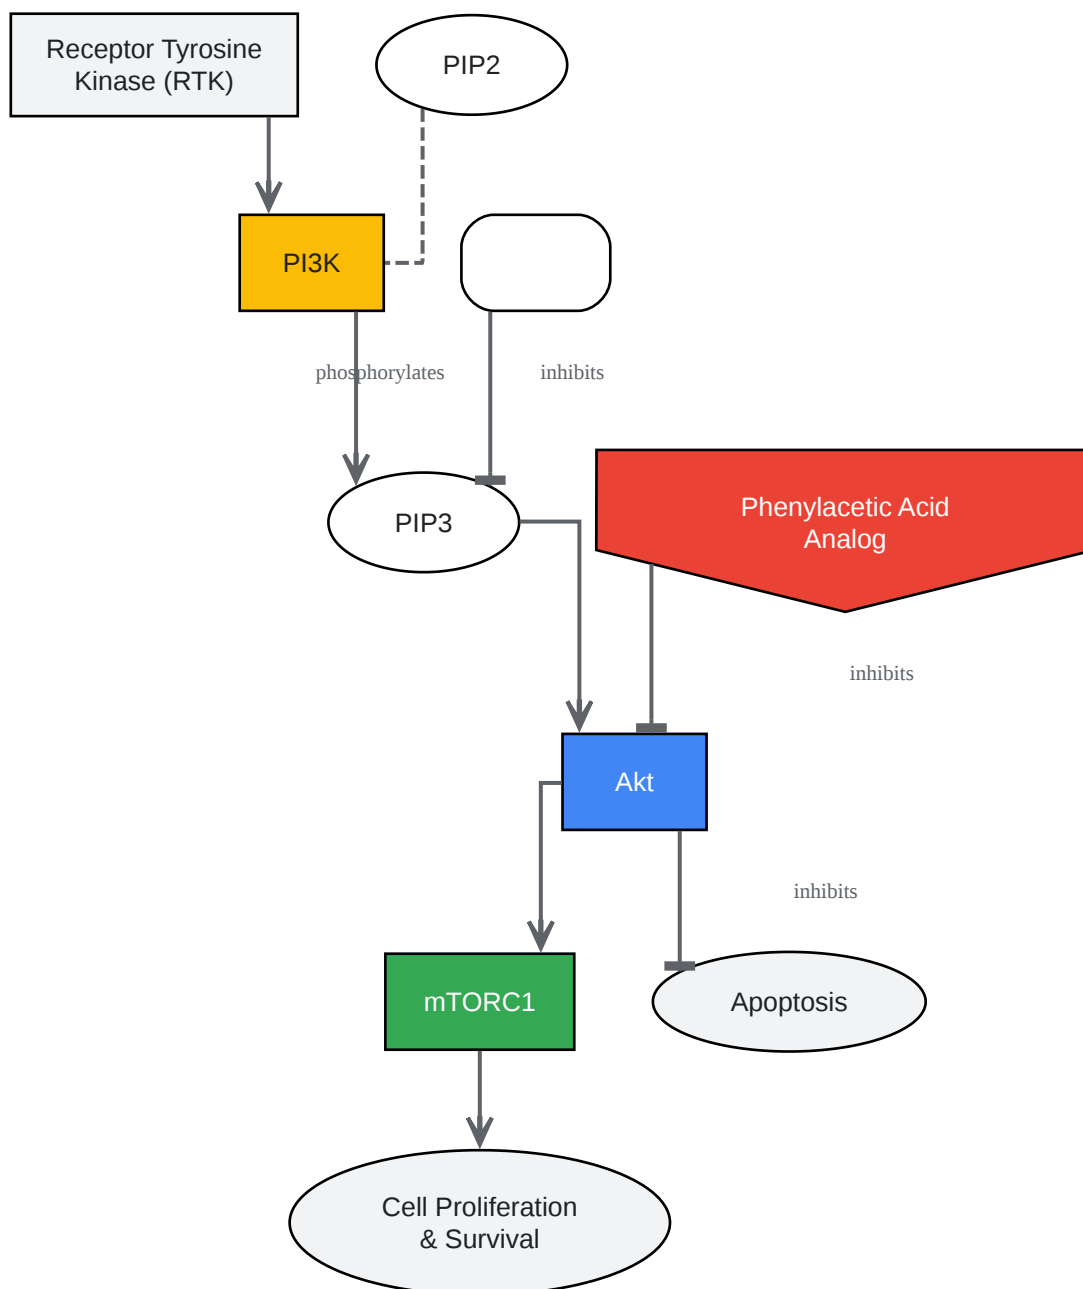 Receptor Tyrosine
Kinase (RTK)
PIP2
PI3K
phosphorylates
inhibits
PIP3
Phenylacetic Acid
Analog
inhibits
Akt
inhibits
mTORC1
Apoptosis
Cell Proliferation
& Survival